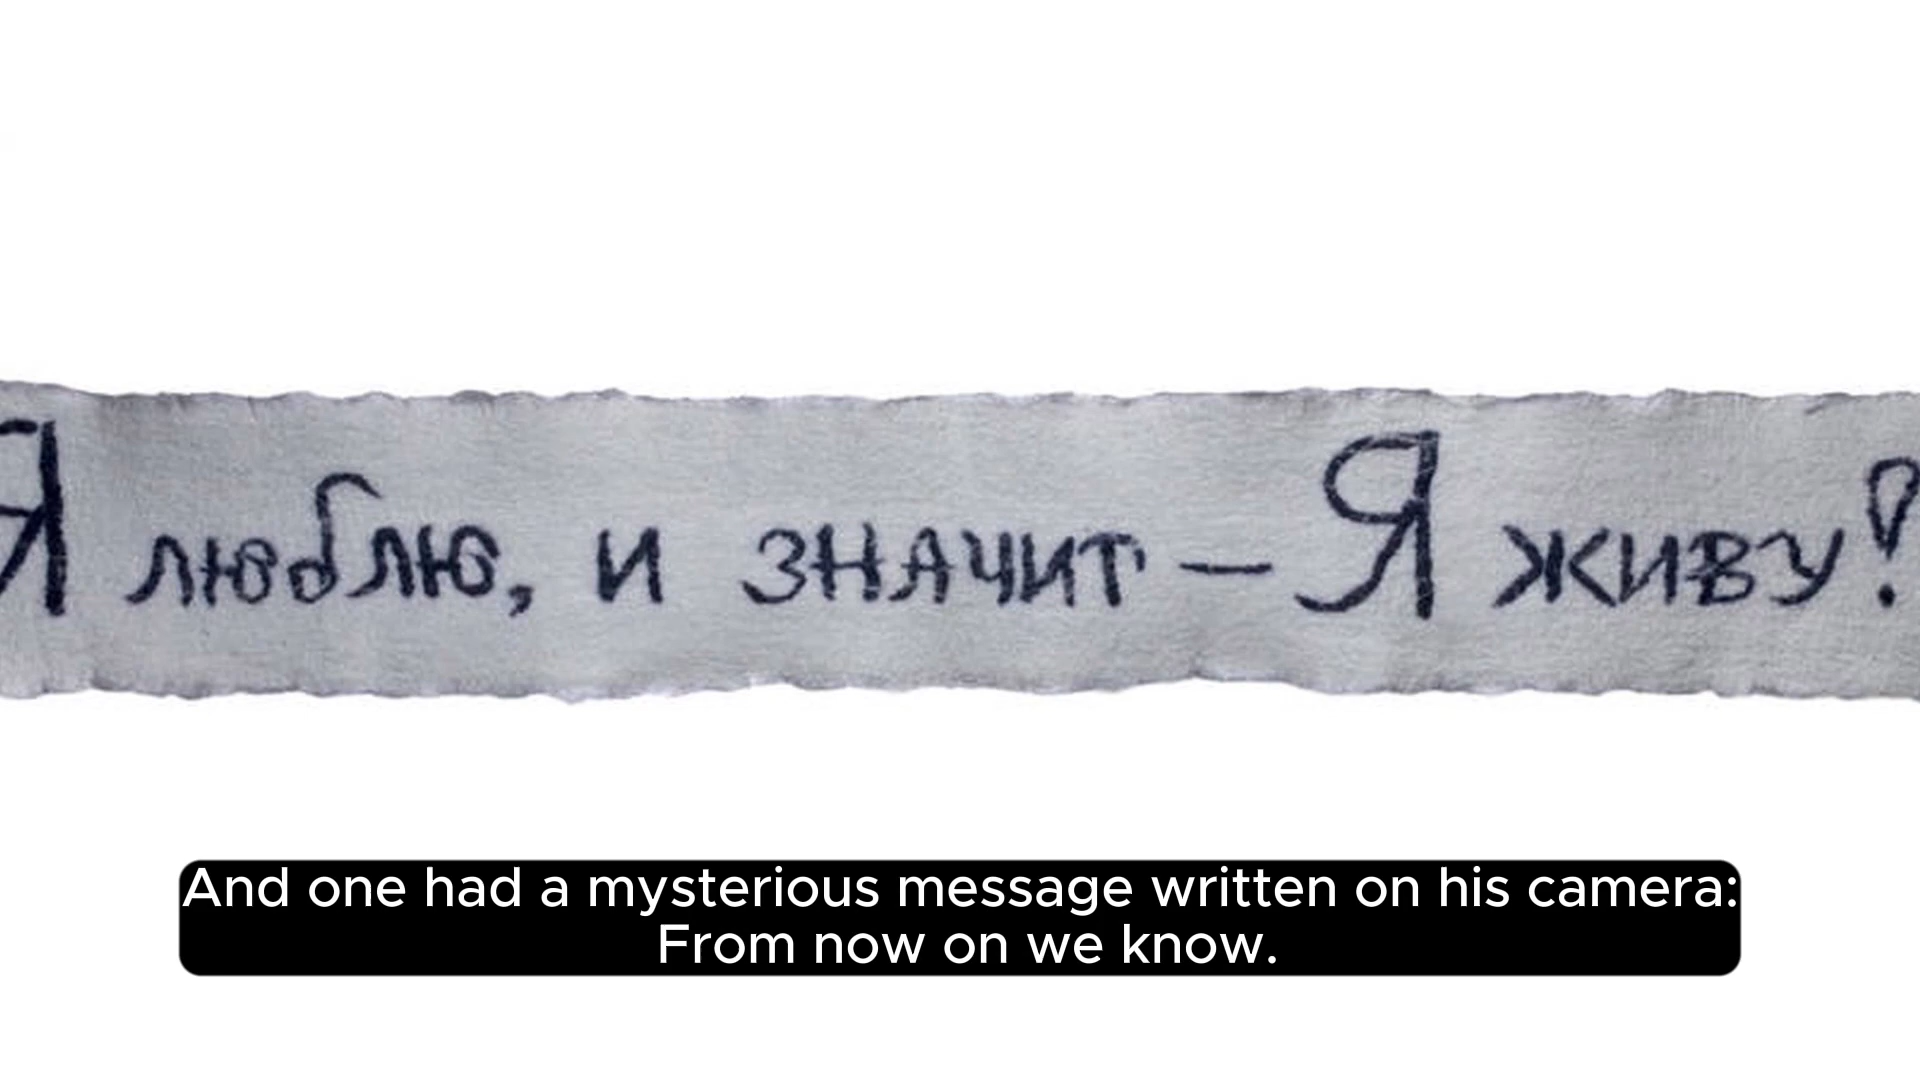 Я люблю, и значит — Я живу!
And one had a mysterious message written on his camera:
From now on we know.